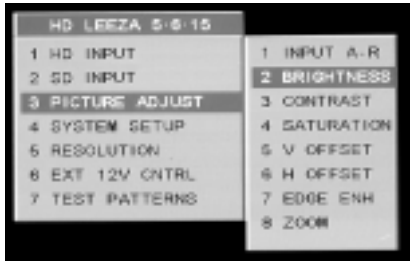 HD LEEZA 5-6-15
1 HD INPUT
2 SD INPUT
3 PICTURE ADJUST
4 SYSTEM SETUP
5 RESOLUTION
6 EXT 12V CNTRL
7 TEST PATTERNS
1 INPUT A-R
2 BRIGHTNESS
3 CONTRAST
4 SATURATION
5 V OFFSET
6 H OFFSET
7 EDGE ENH
8 ZOOM